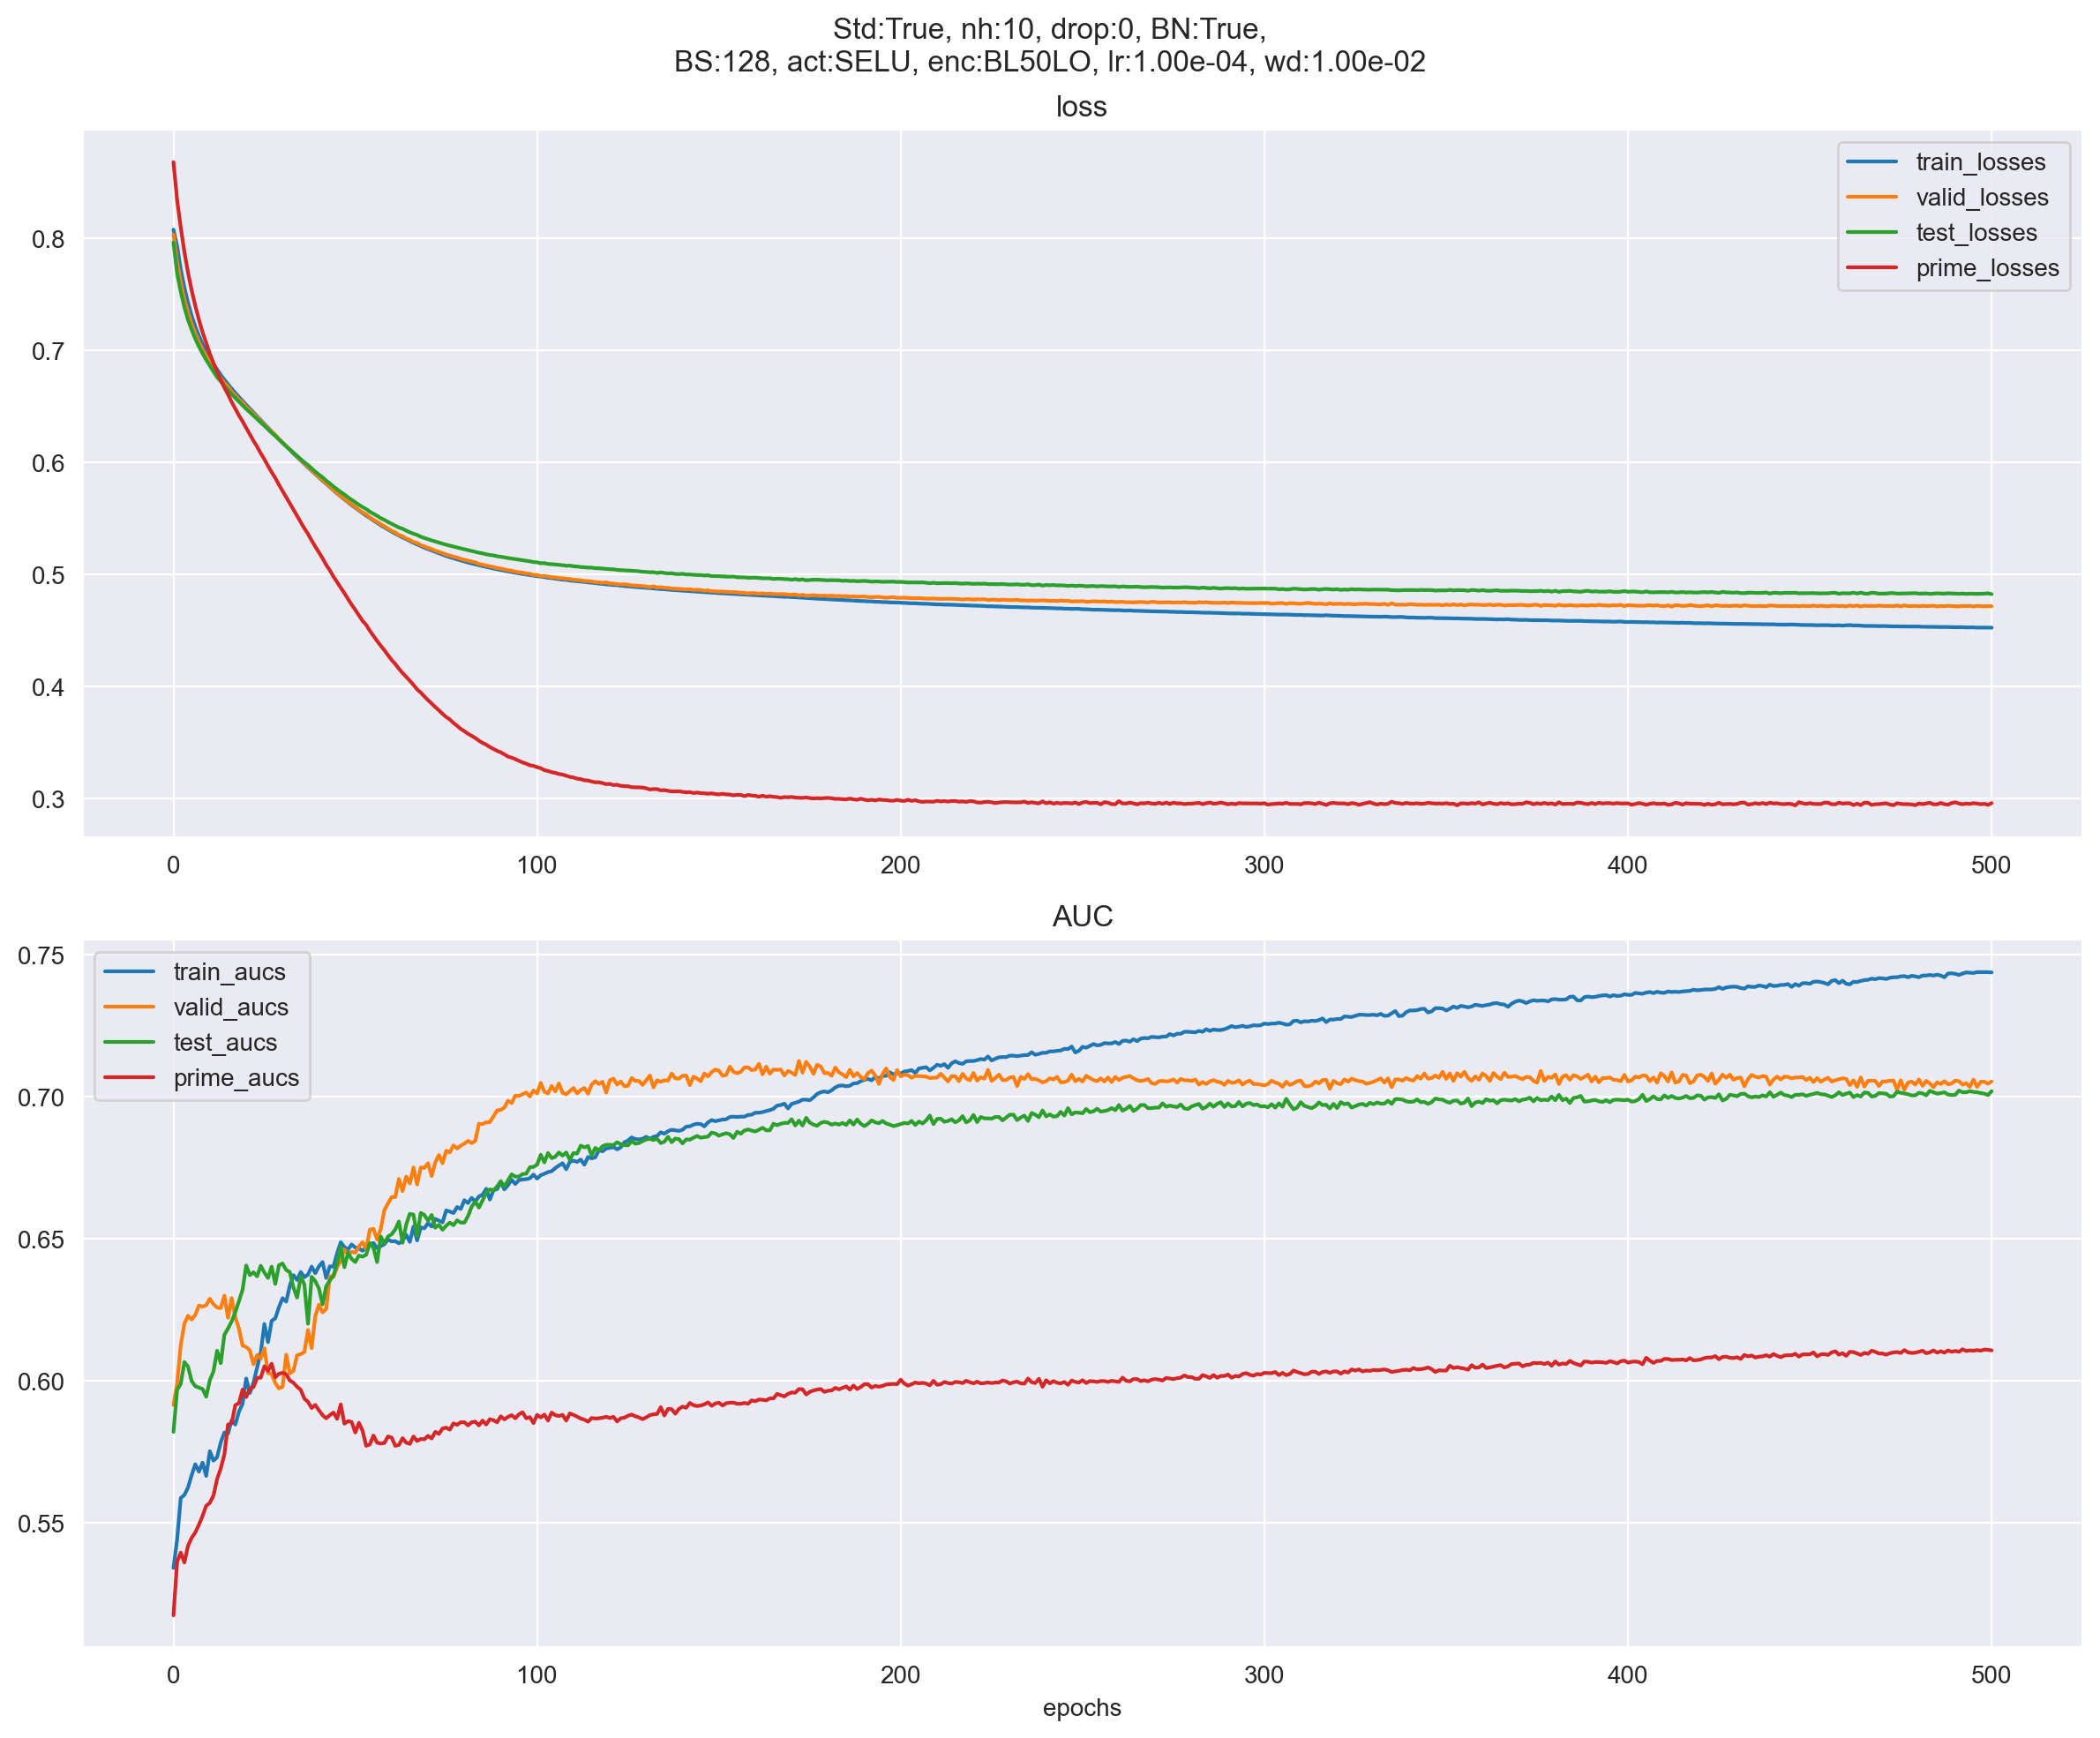 Std:True, nh:10, drop:0, BN:True,
BS:128, act:SELU, enc:BL50LO, lr:1.00e-04, wd:1.00e-02
loss
train_losses
valid_losses
test_losses
prime_losses
0.8
0.7
0.6
0.5
0.4
0.3
0 100 200 300 400 500
AUC
train_aucs
valid_aucs
test_aucs
prime_aucs
0.75
0.70
0.65
0.60
0.55
0 100 200 300 400 500
epochs